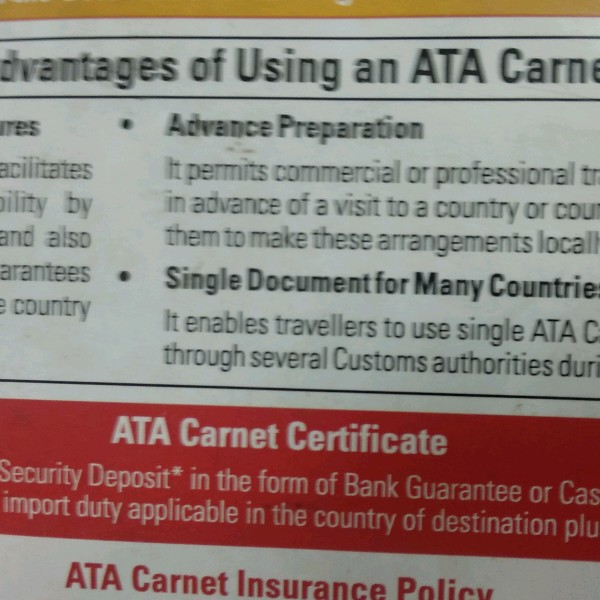 dvantages of Using an ATA Carne
ures
acilitates
bility by
and also
arantees
e country
• Advance Preparation
It permits commercial or professional tr
in advance of a visit to a country or cou
them to make these arrangements locall
• Single Document for Many Countries
It enables travellers to use single ATA C
through several Customs authorities duri
ATA Carnet Certificate
Security Deposit* in the form of Bank Guarantee or Cas
import duty applicable in the country of destination plu
ATA Carnet Insurance Policy